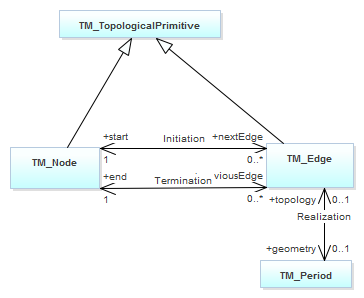 TM_TopologicalPrimitive
+start Initiation +nextEdge
1 0..*
TM_Node
TM_Edge
+end Termination viousEdge
1 0..*
+topology 0..1
Realization
+geometry 0..1
TM_Period